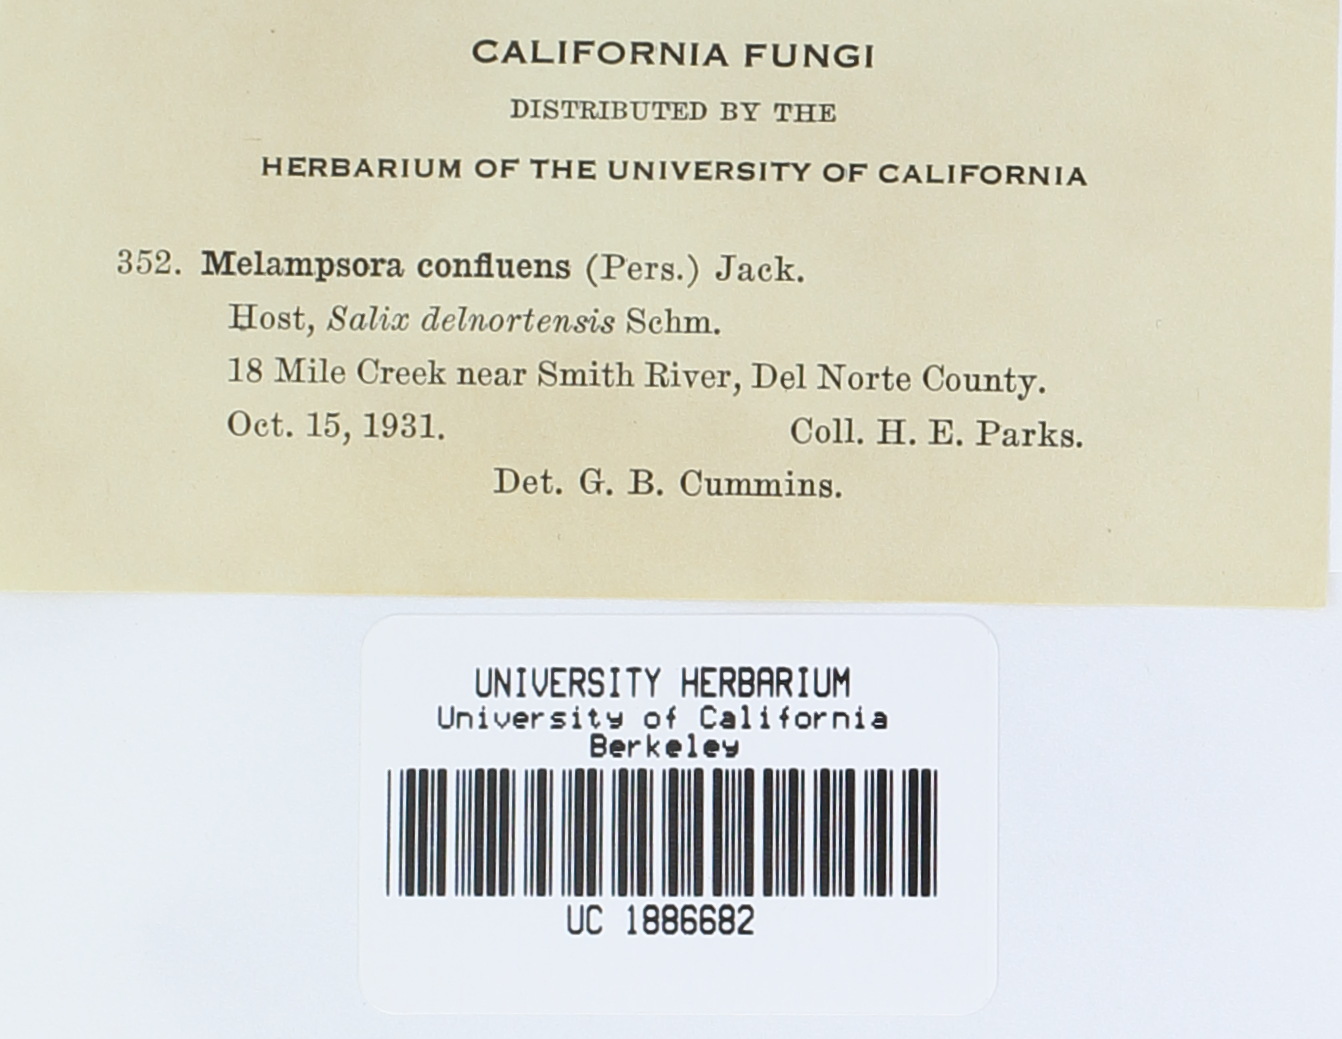 CALIFORNIA FUNGI
DISTRIBUTED BY THE
HERBARIUM OF THE UNIVERSITY OF CALIFORNIA
352. Melampsora confluens (Pers.) Jack.
Host, Salix delnortensis Schm.
18 Mile Creek near Smith River, Del Norte County.
Oct. 15, 1931. Coll. H. E. Parks.
Det. G. B. Cummins.
UNIVERSITY HERBARIUM
University of California
Berkeley
UC 1886682